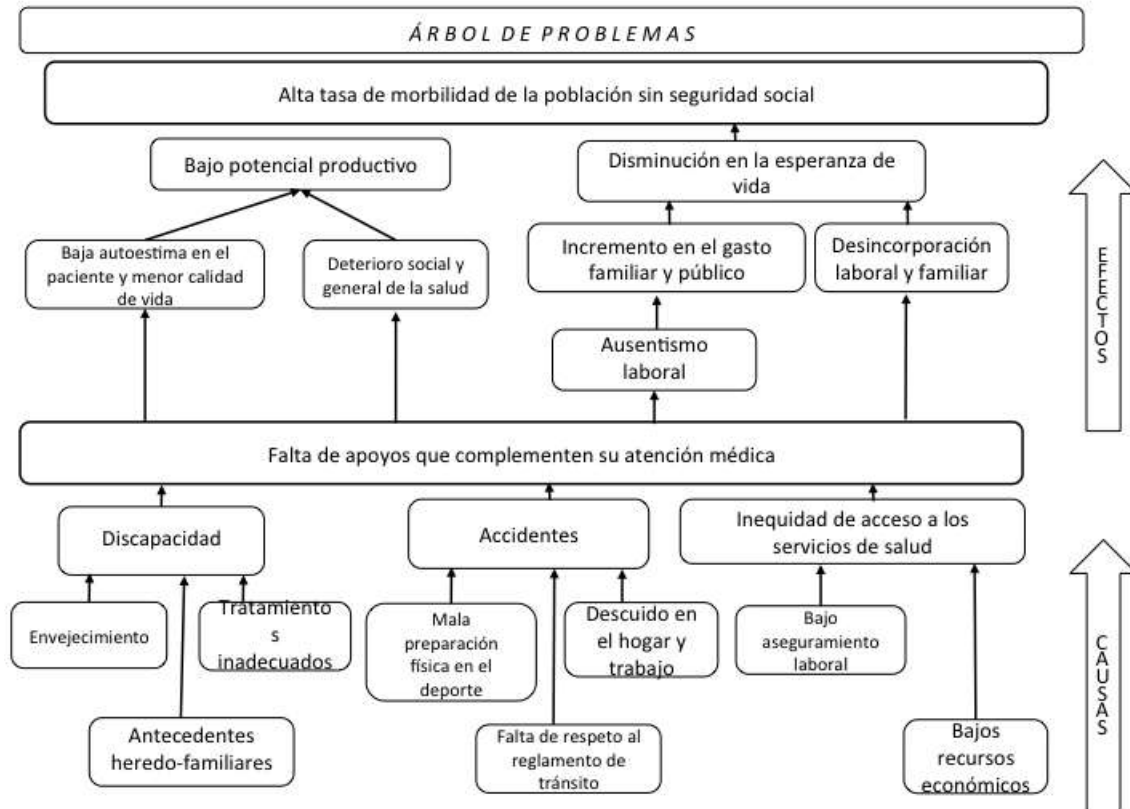 ÁRBOL DE PROBLEMAS
Alta tasa de morbilidad de la población sin seguridad social
Bajo potencial productivo
Disminución en la esperanza de
vida
Baja autoestima en el
paciente y menor calidad
de vida
Deterioro social y
general de la salud
Incremento en el gasto
familiar y público
Desincorporación
laboral y familiar
Ausentismo
laboral
EFECTOS
Falta de apoyos que complementen su atención médica
Discapacidad
Accidentes
Inequidad de acceso a los
servicios de salud
Envejecimiento
Tratamiento
s
inadecuados
Mala
preparación
física en el
deporte
Descuido en
el hogar y
trabajo
Bajo
aseguramiento
laboral
Antecedentes
heredo-familiares
Falta de respeto al
reglamento de
tránsito
Bajos
recursos
económicos
CAUSAS